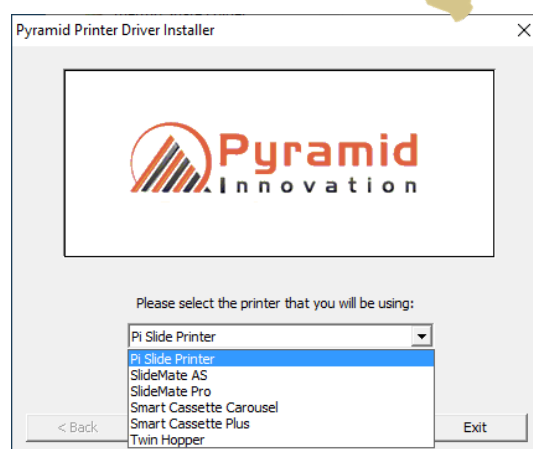 Pyramid Printer Driver Installer
Pyramid
Innovation
Please select the printer that you will be using:
Pi Slide Printer
Pi Slide Printer
SlideMate AS
SlideMate Pro
Smart Cassette Carousel
Smart Cassette Plus
Twin Hopper
< Back
Exit